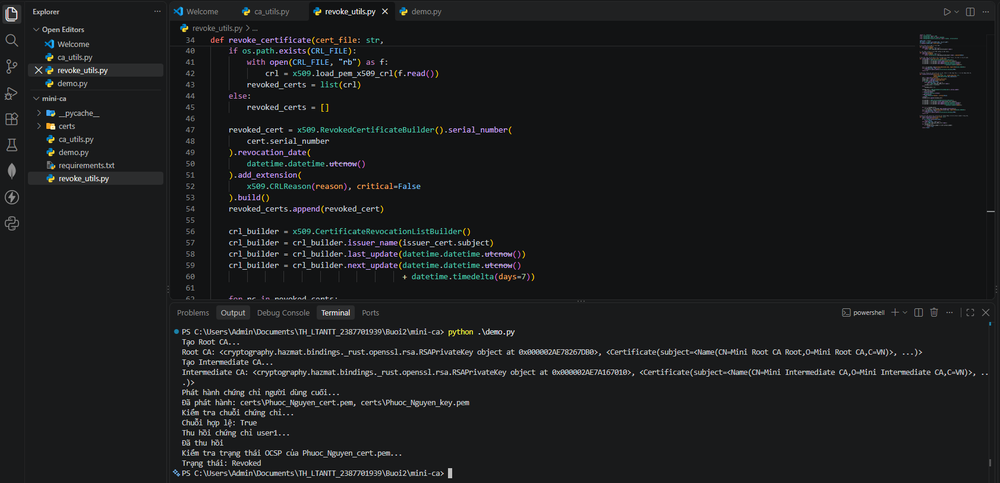 Explorer
···
Open Editors
Welcome
ca_utils.py
revoke_utils.py
demo.py
mini-ca
__pycache__
certs
ca_utils.py
demo.py
requirements.txt
revoke_utils.py
Welcome
ca_utils.py
revoke_utils.py
demo.py
revoke_utils.py > ...
34 def revoke_certificate(cert_file: str,
40     if os.path.exists(CRL_FILE):
41         with open(CRL_FILE, "rb") as f:
42             crl = x509.load_pem_x509_crl(f.read())
43         revoked_certs = list(crl)
44     else:
45         revoked_certs = []
46
47     revoked_cert = x509.RevokedCertificateBuilder().serial_number(
48         cert.serial_number
49     ).revocation_date(
50         datetime.datetime.utcnow()
51     ).add_extension(
52         x509.CRLReason(reason), critical=False
53     ).build()
54     revoked_certs.append(revoked_cert)
55
56     crl_builder = x509.CertificateRevocationListBuilder()
57     crl_builder = crl_builder.issuer_name(issuer_cert.subject)
58     crl_builder = crl_builder.last_update(datetime.datetime.utcnow())
59     crl_builder = crl_builder.next_update(datetime.datetime.utcnow()
60                                           + datetime.timedelta(days=7))
61
62     for rc in revoked_certs:
Problems Output Debug Console Terminal Ports
powershell
PS C:\Users\Admin\Documents\TH_LTANTT_2387701939\Buoi2\mini-ca> python .\demo.py
Tạo Root CA...
Root CA: <cryptography.hazmat.bindings._rust.openssl.rsa.RSAPrivateKey object at 0x000002AE78267DB0>, <Certificate(subject=<Name(CN=Mini Root CA Root,O=Mini Root CA,C=VN)>, ...)>
Tạo Intermediate CA...
Intermediate CA: <cryptography.hazmat.bindings._rust.openssl.rsa.RSAPrivateKey object at 0x000002AE7A167010>, <Certificate(subject=<Name(CN=Mini Intermediate CA,O=Mini Intermediate CA,C=VN)>, ..
.)>
Phát hành chứng chỉ người dùng cuối...
Đã phát hành: certs\Phuoc_Nguyen_cert.pem, certs\Phuoc_Nguyen_key.pem
Kiểm tra chuỗi chứng chỉ...
Chuỗi hợp lệ: True
Thu hồi chứng chỉ user1...
Đã thu hồi
Kiểm tra trạng thái OCSP của Phuoc_Nguyen_cert.pem...
Trạng thái: Revoked
PS C:\Users\Admin\Documents\TH_LTANTT_2387701939\Buoi2\mini-ca>